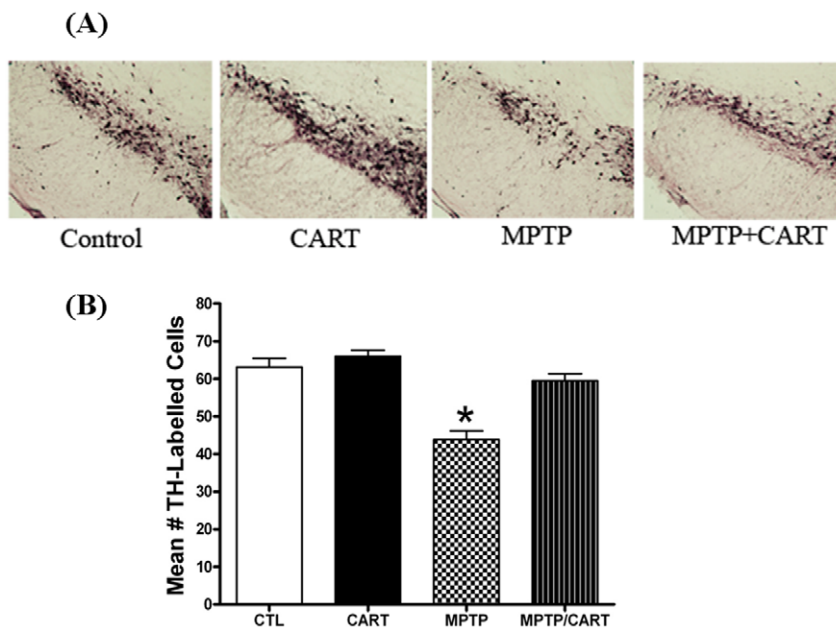 (A)
Control
CART
MPTP
MPTP+CART
(B)
Mean # TH-Labelled Cells
80
70
60
50
40
30
20
10
0
*
CTL
CART
MPTP
MPTP/CART